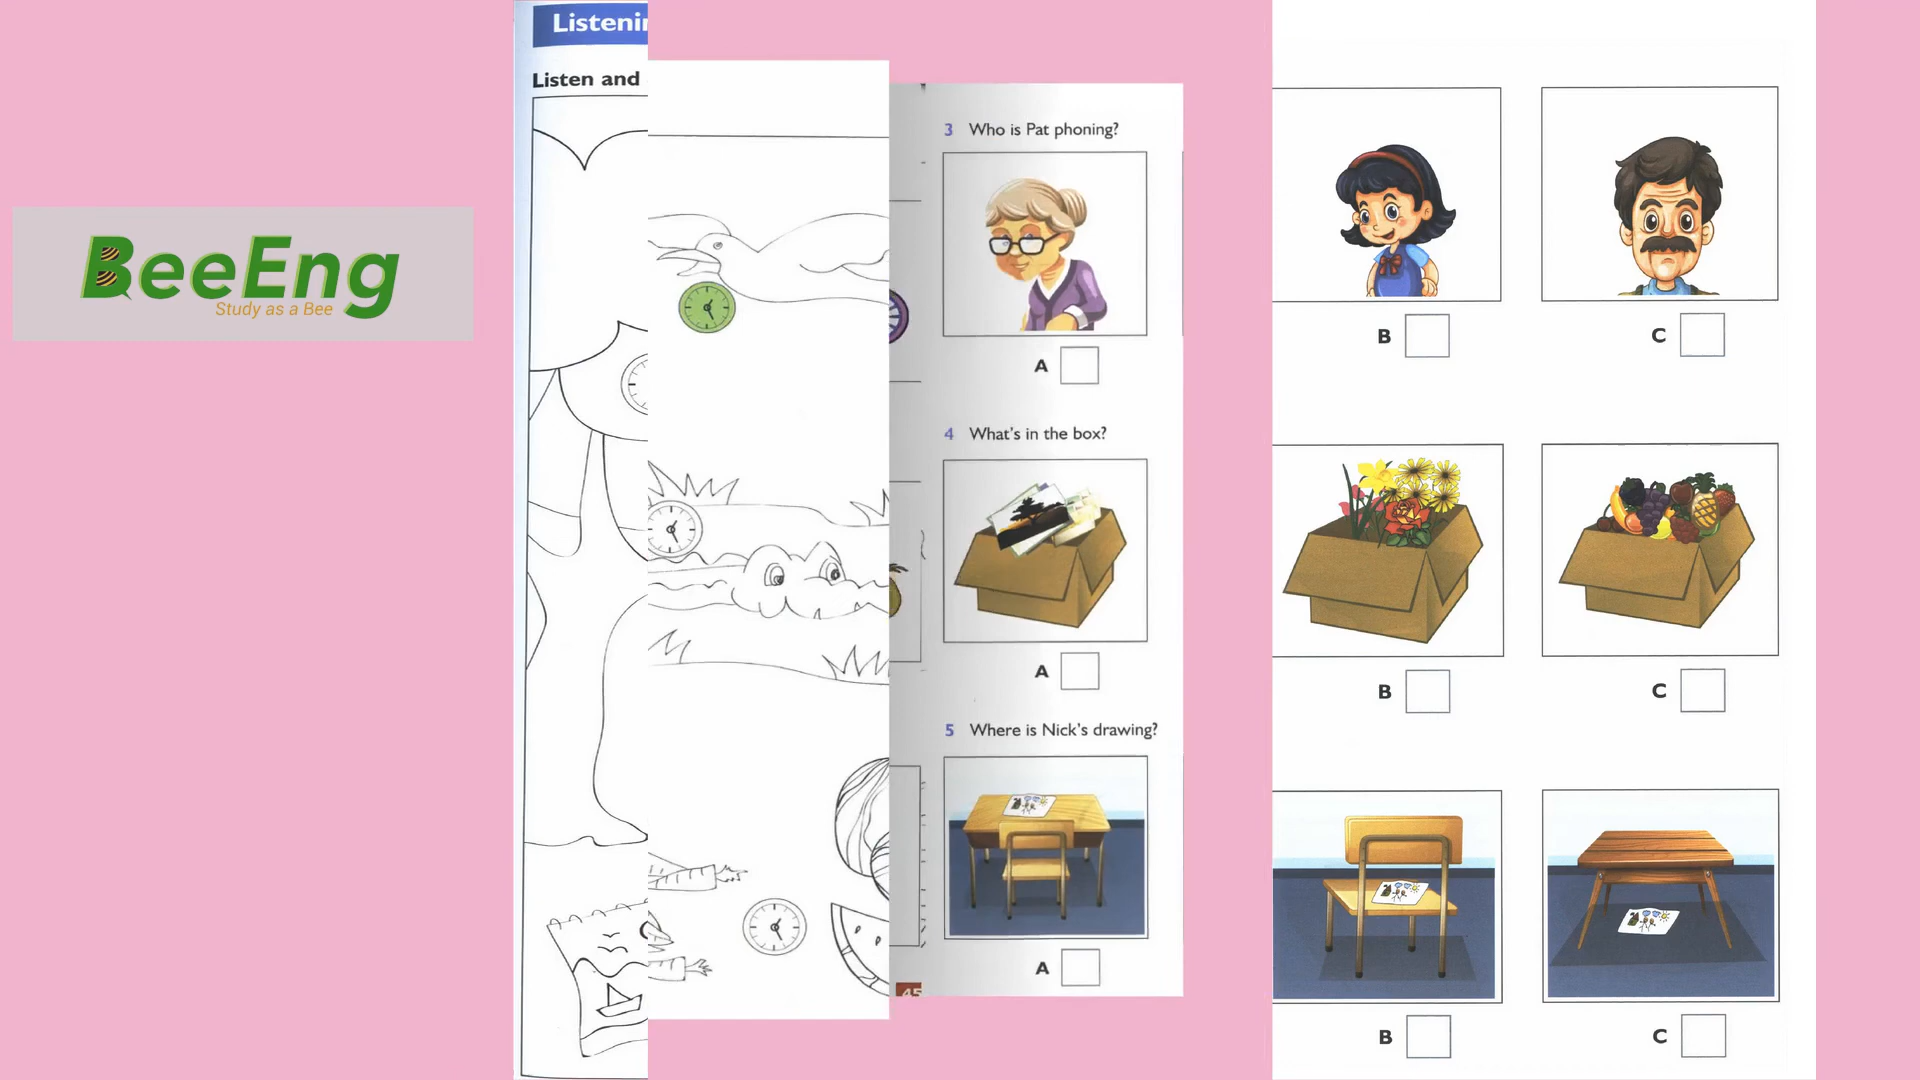 BeeEng
Study as a Bee
Listen and
3 Who is Pat phoning?
A
B
C
4 What's in the box?
A
B
C
5 Where is Nick's drawing?
A
B
C
45